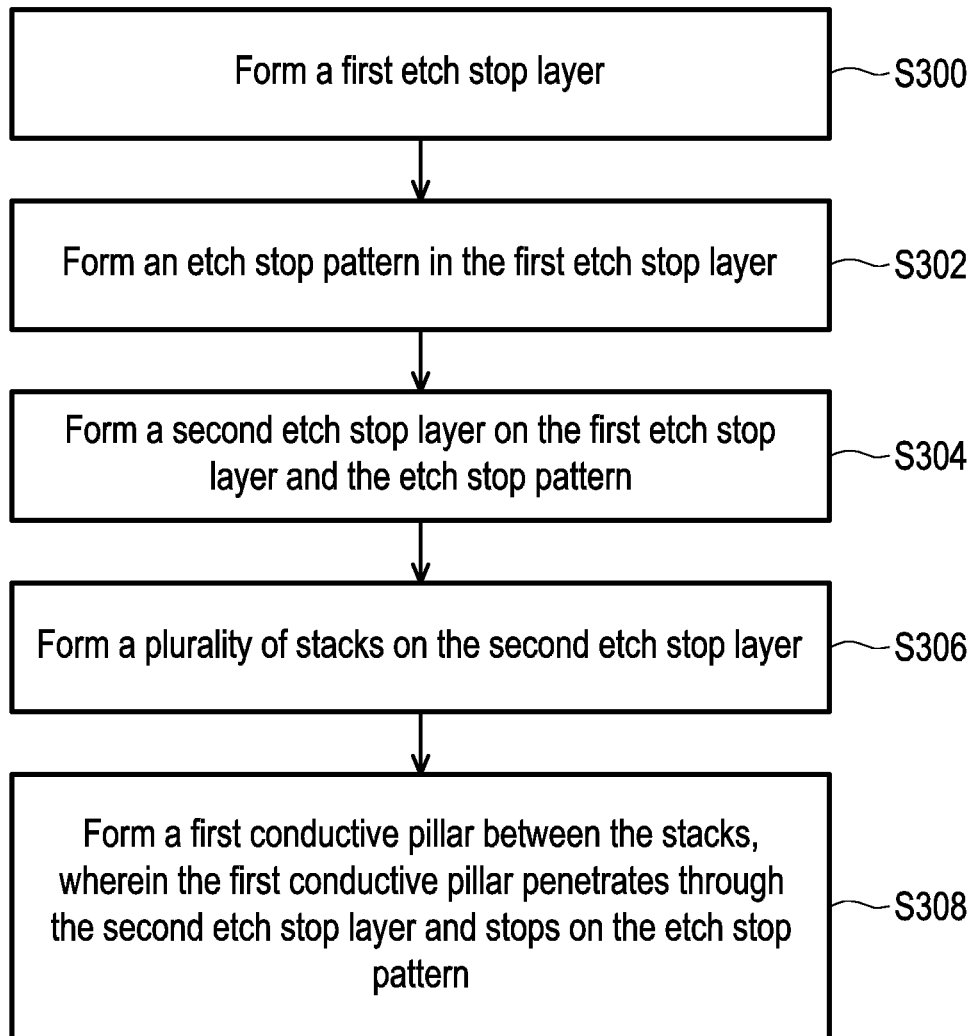 Form a first etch stop layer
S300
Form an etch stop pattern in the first etch stop layer
S302
Form a second etch stop layer on the first etch stop
layer and the etch stop pattern
S304
Form a plurality of stacks on the second etch stop layer
S306
Form a first conductive pillar between the stacks,
wherein the first conductive pillar penetrates through
the second etch stop layer and stops on the etch stop
pattern
S308